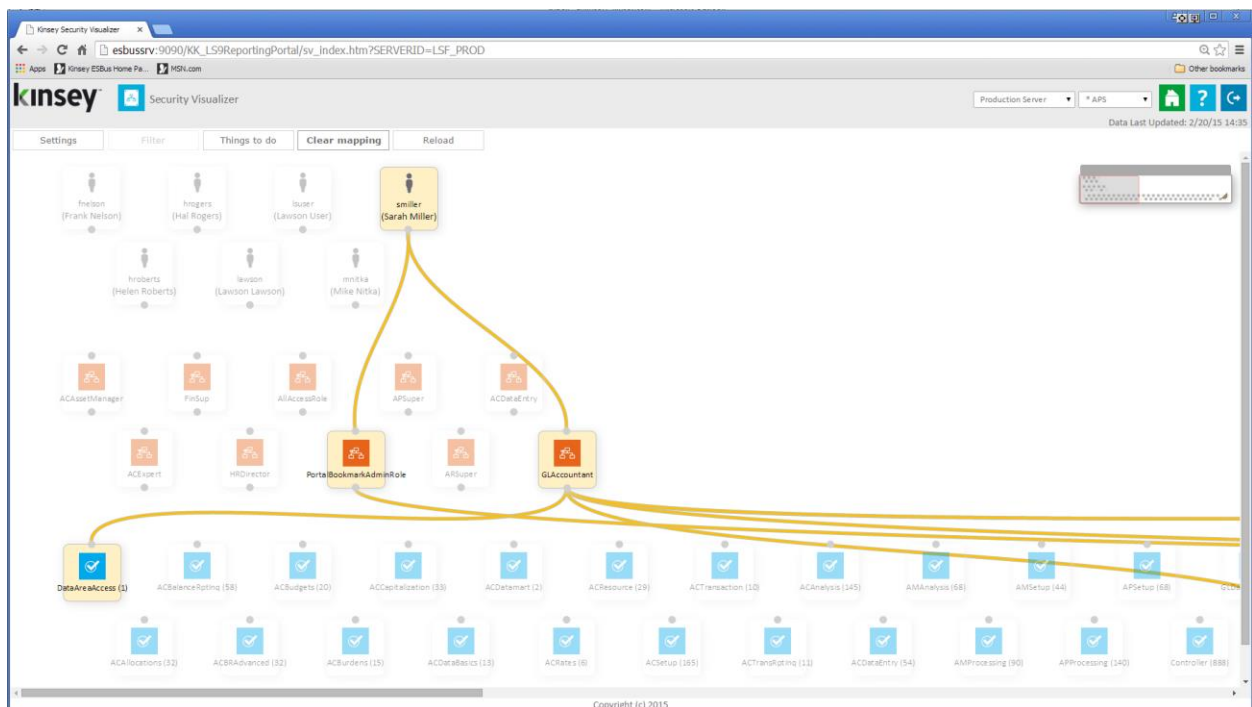 Kinsey Security Visualizer
esbussrv:9090/KK_LS9ReportingPortal/sv_index.htm?SERVERID=LSF_PROD
Apps Kinsey ESBus Home Pa... MSN.com Other bookmarks
kinsey Security Visualizer Production Server * APS ?
Data Last Updated: 2/20/15 14:35
Settings Filter Things to do Clear mapping Reload
fnelson hrogers lsuser smiller
(Frank Nelson) (Hal Rogers) (Lawson User) (Sarah Miller)
hroberts lawson mnitka
(Helen Roberts) (Lawson Lawson) (Mike Nitka)
ACAssetManager FinSup AllAccessRole APSuper ACDataEntry
ACExpert HRDirector PortalBookmarkAdminRole ARSuper GLAccountant
DataAreaAccess (1) ACBalanceRpting (58) ACBudgets (20) ACCapitalization (33) ACDatamart (2) ACResource (29) ACTransaction (10) ACAnalysis (145) AMAnalysis (68) AMSetup (44) APSetup (68)
ACAllocations (32) ACBRAdvanced (32) ACBurdens (15) ACDataBasics (13) ACRates (6) ACSetup (165) ACTransRpting (11) ACDataEntry (54) AMProcessing (90) APProcessing (140) Controller (688)
Copyright (c) 2015